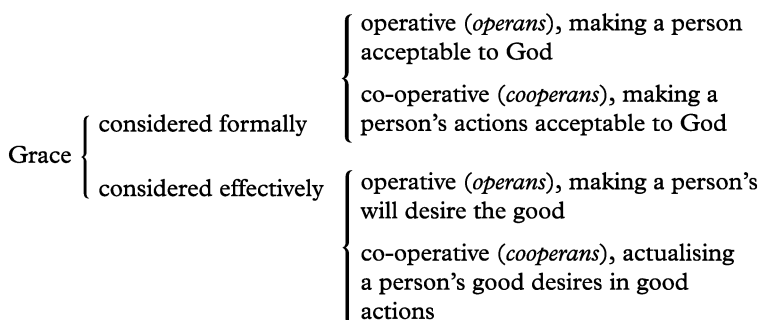 operative (operans), making a person
acceptable to God
co-operative (cooperans), making a
person's actions acceptable to God
considered formally
Grace
considered effectively
operative (operans), making a person's
will desire the good
co-operative (cooperans), actualising
a person's good desires in good
actions